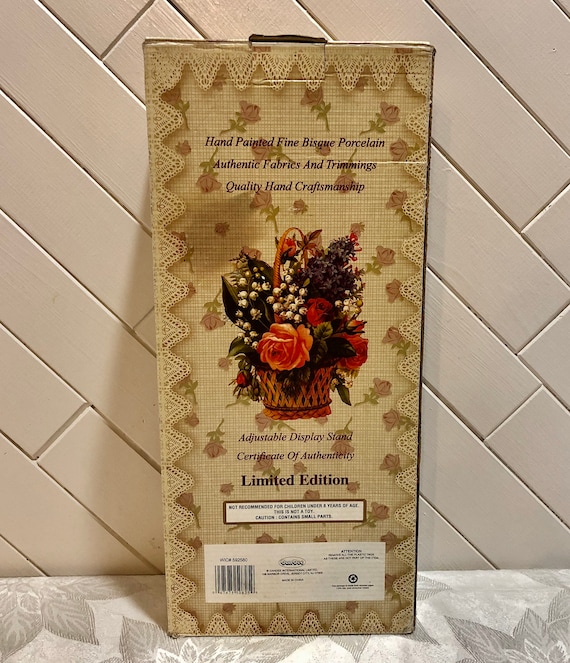 Hand Painted Fine Bisque Porcelain
Authentic Fabrics And Trimmings
Quality Hand Craftsmanship
Adjustable Display Stand
Certificate Of Authenticity
Limited Edition
NOT RECOMMENDED FOR CHILDREN UNDER 8 YEARS OF AGE.
THIS IS NOT A TOY.
CAUTION : CONTAINS SMALL PARTS.
ATTENTION
MADE IN CHINA